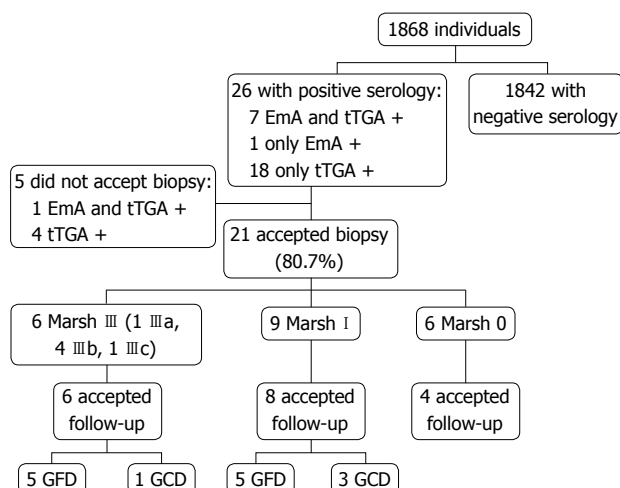 1868 individuals
26 with positive serology:
7 EmA and tTGA +
1 only EmA +
18 only tTGA +
1842 with
negative serology
5 did not accept biopsy:
1 EmA and tTGA +
4 tTGA +
21 accepted biopsy
(80.7%)
6 Marsh Ⅲ (1 Ⅲa,
4 Ⅲb, 1 Ⅲc)
9 Marsh Ⅰ
6 Marsh 0
6 accepted
follow-up
8 accepted
follow-up
4 accepted
follow-up
5 GFD
1 GCD
5 GFD
3 GCD